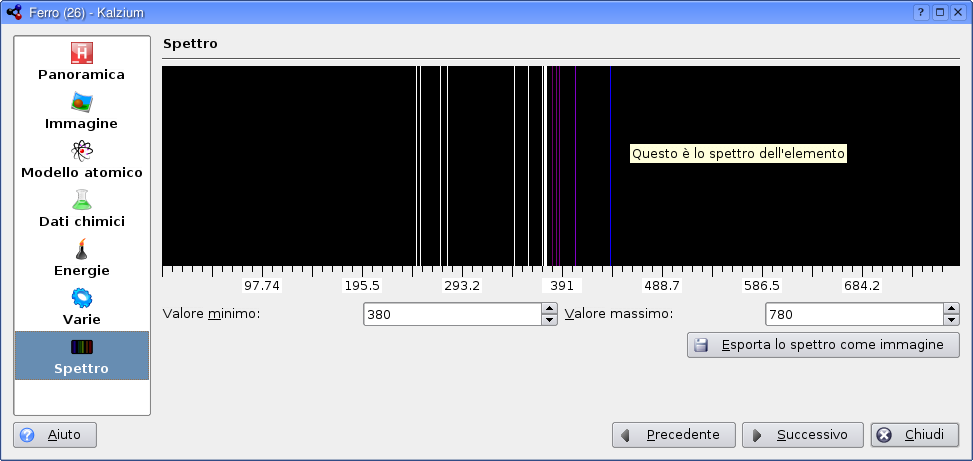 Ferro (26) - Kalzium
Panoramica
Immagine
Modello atomico
Dati chimici
Energie
Varie
Spettro
Spettro
Questo è lo spettro dell'elemento
97.74 195.5 293.2 391 488.7 586.5 684.2
Valore minimo: 380 Valore massimo: 780
Esporta lo spettro come immagine
Aiuto Precedente Successivo Chiudi